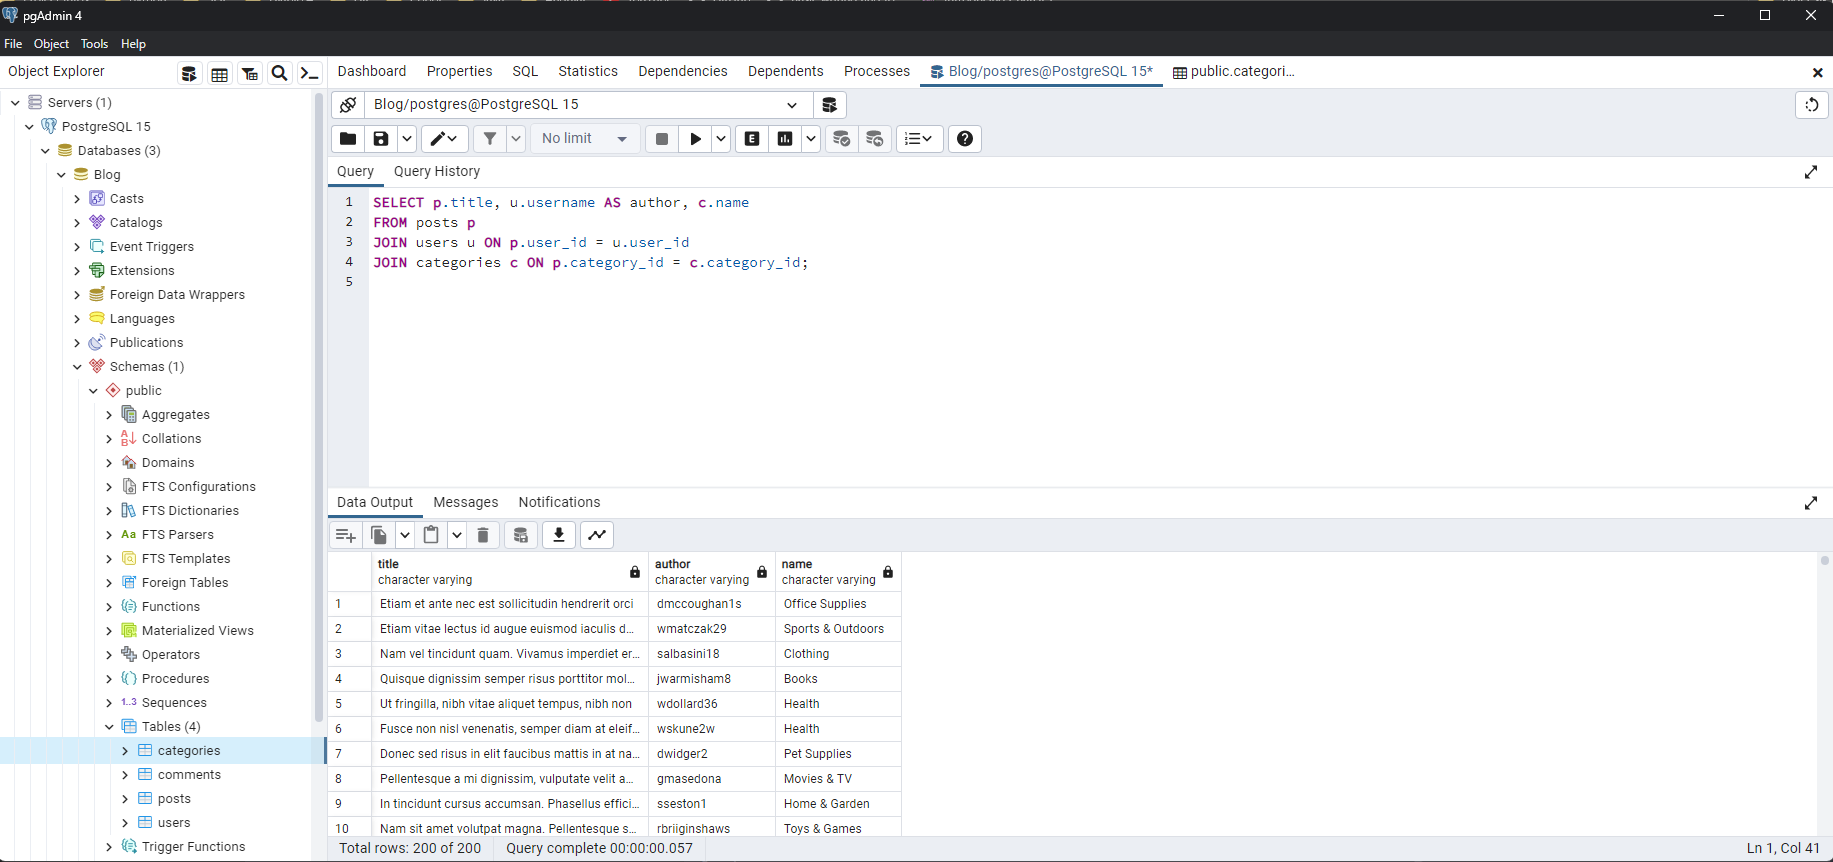 pgAdmin 4
File Object Tools Help
Object Explorer
Dashboard Properties SQL Statistics Dependencies Dependents Processes Blog/postgres@PostgreSQL 15* public.categori...
Servers (1)
PostgreSQL 15
Databases (3)
Blog
Casts
Catalogs
Event Triggers
Extensions
Foreign Data Wrappers
Languages
Publications
Schemas (1)
public
Aggregates
Collations
Domains
FTS Configurations
FTS Dictionaries
Aa FTS Parsers
FTS Templates
Foreign Tables
Functions
Materialized Views
Operators
Procedures
1..3 Sequences
Tables (4)
categories
comments
posts
users
Trigger Functions
Blog/postgres@PostgreSQL 15
No limit
E
Query Query History
1 SELECT p.title, u.username AS author, c.name
2 FROM posts p
3 JOIN users u ON p.user_id = u.user_id
4 JOIN categories c ON p.category_id = c.category_id;
5
Data Output Messages Notifications
title author name
character varying character varying character varying
1 Etiam et ante nec est sollicitudin hendrerit orci dmccoughan1s Office Supplies
2 Etiam vitae lectus id augue euismod iaculis d... wmatczak29 Sports & Outdoors
3 Nam vel tincidunt quam. Vivamus imperdiet er... salbasini18 Clothing
4 Quisque dignissim semper risus porttitor mol... jwarmisham8 Books
5 Ut fringilla, nibh vitae aliquet tempus, nibh non wdollard36 Health
6 Fusce non nisl venenatis, semper diam at eleif... wskune2w Health
7 Donec sed risus in elit faucibus mattis in at na... dwidger2 Pet Supplies
8 Pellentesque a mi dignissim, vulputate velit a... gmasedona Movies & TV
9 In tincidunt cursus accumsan. Phasellus effici... sseston1 Home & Garden
10 Nam sit amet volutpat magna. Pellentesque s... rbriiginshaws Toys & Games
Total rows: 200 of 200 Query complete 00:00:00.057 Ln 1, Col 41